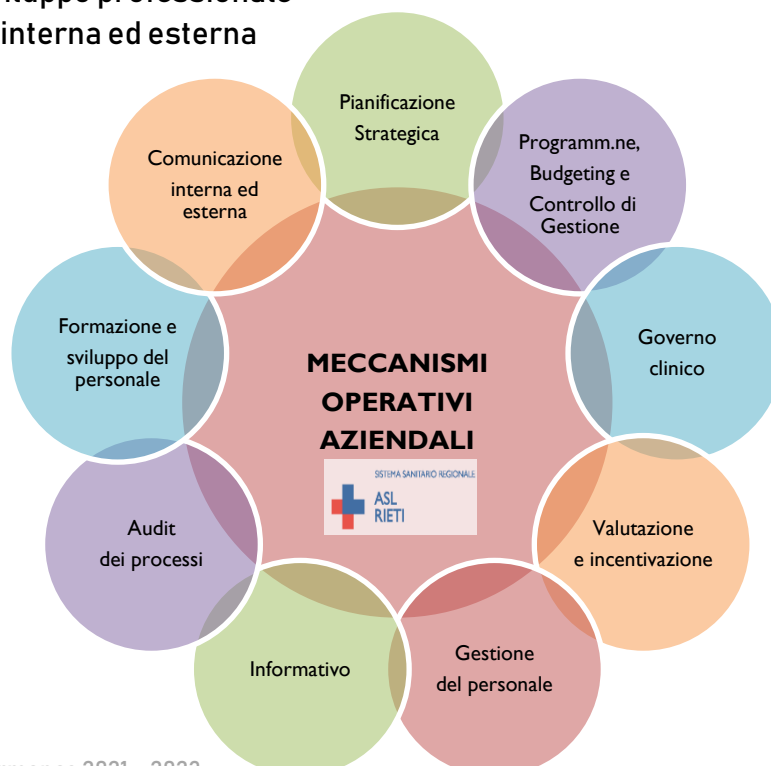 interna ed esterna
Pianificazione
Strategica
Programm.ne,
Budgeting e
Controllo di
Gestione
Governo
clinico
Valutazione
e incentivazione
Gestione
del personale
Informativo
Audit
dei processi
Formazione e
sviluppo del
personale
Comunicazione
interna ed
esterna
MECCANISMI
OPERATIVI
AZIENDALI
SISTEMA SANITARIO REGIONALE
ASL
RIETI